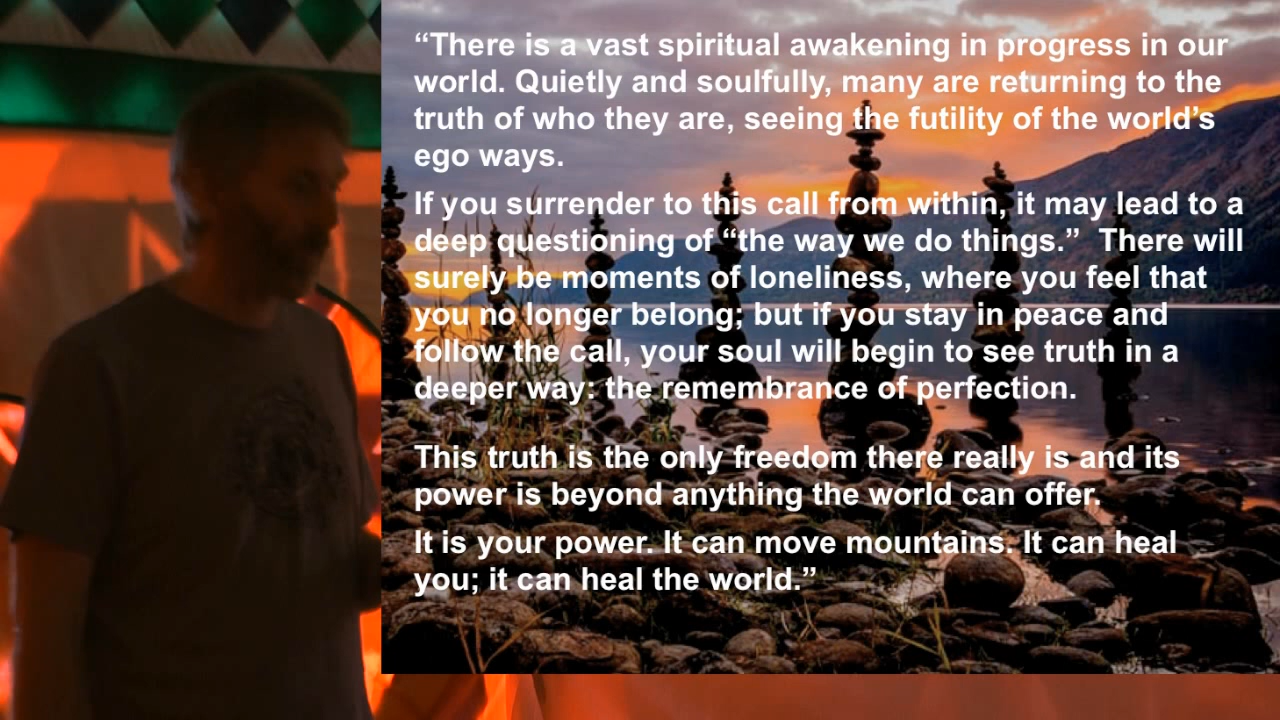 “There is a vast spiritual awakening in progress in our
world. Quietly and soulfully, many are returning to the
truth of who they are, seeing the futility of the world’s
ego ways.
If you surrender to this call from within, it may lead to a
deep questioning of “the way we do things.”  There will
surely be moments of loneliness, where you feel that
you no longer belong; but if you stay in peace and
follow the call, your soul will begin to see truth in a
deeper way: the remembrance of perfection.
This truth is the only freedom there really is and its
power is beyond anything the world can offer.
It is your power. It can move mountains. It can heal
you; it can heal the world.”